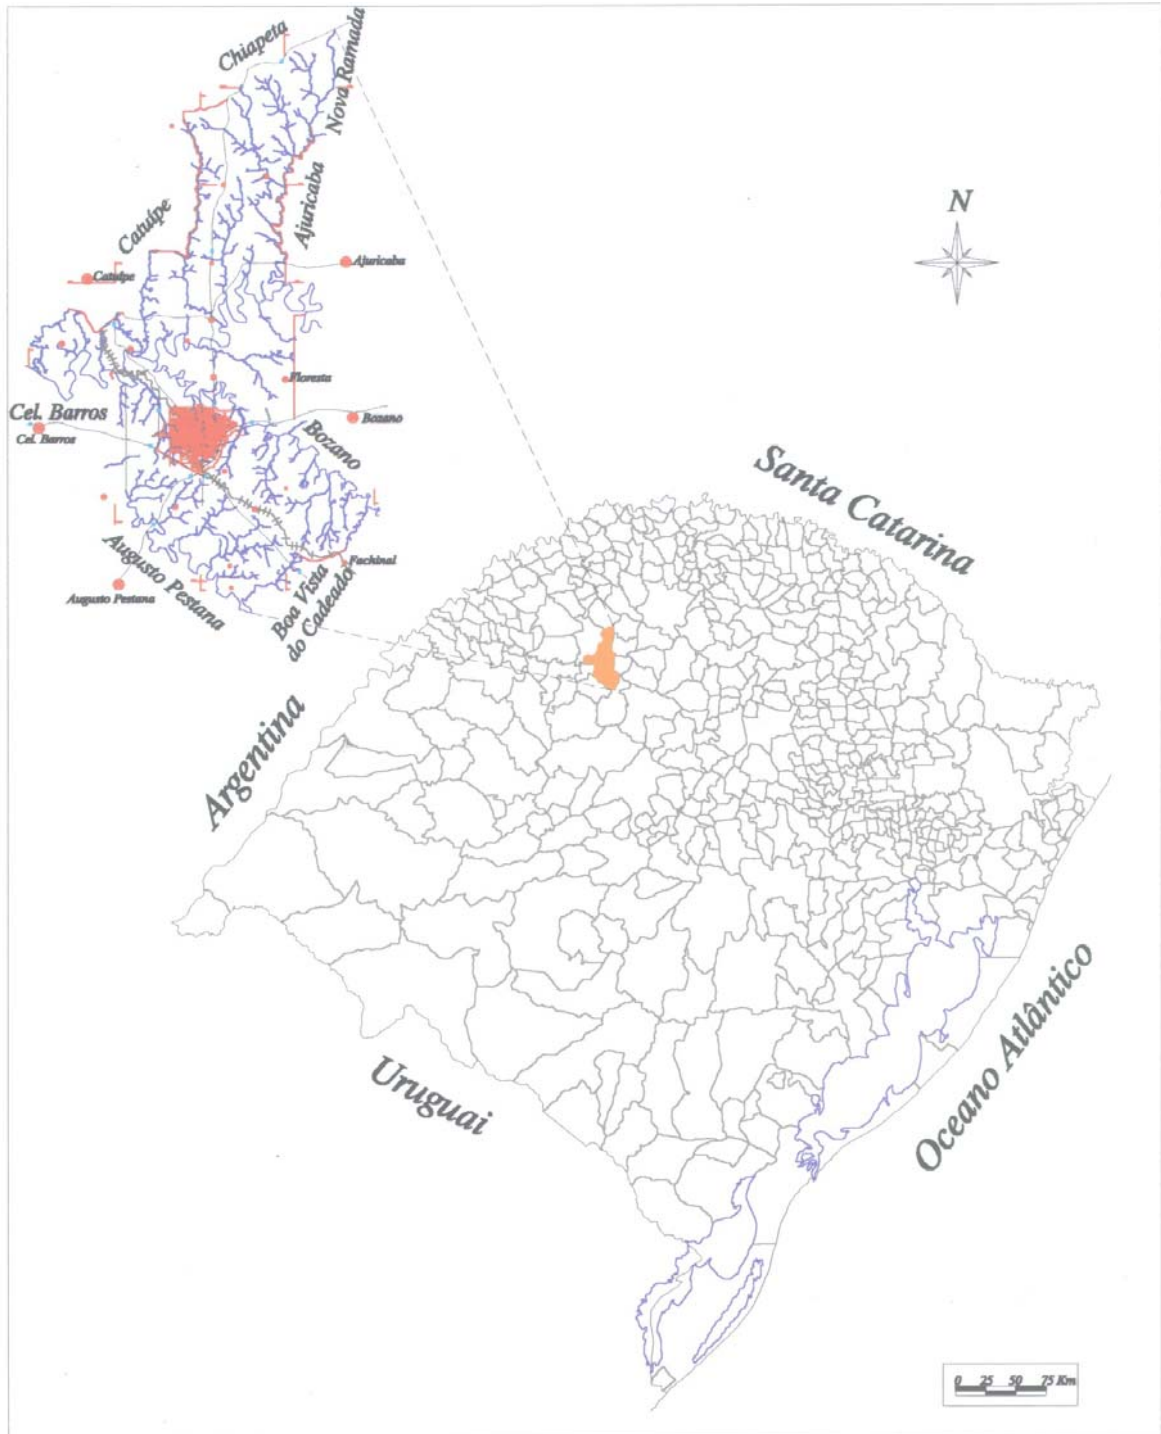 Chiapeta
Nova Ramada
Ajuricaba
Catuípe
Ajuricaba
Catuípe
Floresta
Cel. Barros
Cel. Barros
Bozano
Bozano
Fachinal
Augusto Pestana
Augusto Pestana
Boa Vista
do Cadeado
N
Santa Catarina
Argentina
Oceano Atlântico
Uruguai
0 25 50 75 Km